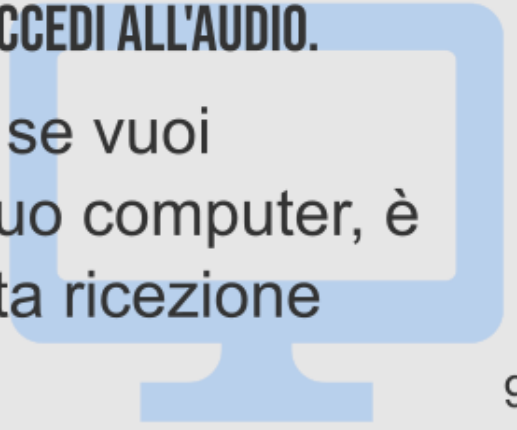 CCEDI ALL'AUDIO.
se vuoi
uo computer, è
ta ricezione